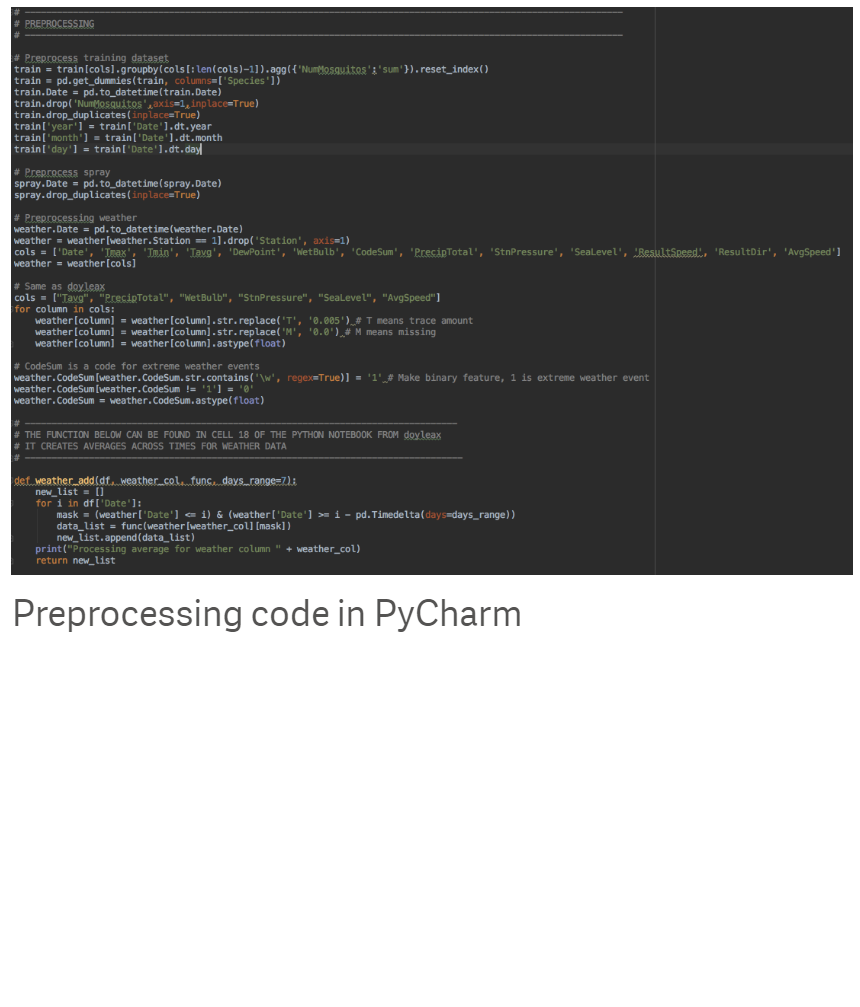 # ————————————————————————————————
# PREPROCESSING
# ————————————————————————————————
# Preprocess training dataset
train = train[cols].groupby(cols[:len(cols)-1]).agg({'NumMosquitos':'sum'}).reset_index()
train = pd.get_dummies(train, columns=['Species'])
train.Date = pd.to_datetime(train.Date)
train.drop('NumMosquitos',axis=1,inplace=True)
train.drop_duplicates(inplace=True)
train['year'] = train['Date'].dt.year
train['month'] = train['Date'].dt.month
train['day'] = train['Date'].dt.day
# Preprocess spray
spray.Date = pd.to_datetime(spray.Date)
spray.drop_duplicates(inplace=True)
# Preprocessing weather
weather.Date = pd.to_datetime(weather.Date)
weather = weather[weather.Station == 1].drop('Station', axis=1)
cols = ['Date', 'Tmax', 'Tmin', 'Tavg', 'DewPoint', 'WetBulb', 'CodeSum', 'PrecipTotal', 'StnPressure', 'SeaLevel', 'ResultSpeed', 'ResultDir', 'AvgSpeed']
weather = weather[cols]
# Same as doyleax
cols = ["Tavg", "PrecipTotal", "WetBulb", "StnPressure", "SeaLevel", "AvgSpeed"]
for column in cols:
    weather[column] = weather[column].str.replace('T', '0.005') # T means trace amount
    weather[column] = weather[column].str.replace('M', '0.0') # M means missing
    weather[column] = weather[column].astype(float)
# CodeSum is a code for extreme weather events
weather.CodeSum[weather.CodeSum.str.contains('\w', regex=True)] = '1' # Make binary feature, 1 is extreme weather event
weather.CodeSum[weather.CodeSum != '1'] = '0'
weather.CodeSum = weather.CodeSum.astype(float)
# ————————————————————————————————
# THE FUNCTION BELOW CAN BE FOUND IN CELL 18 OF THE PYTHON NOTEBOOK FROM doyleax
# IT CREATES AVERAGES ACROSS TIMES FOR WEATHER DATA
# ————————————————————————————————
def weather_add(df, weather_col, func, days_range=7):
    new_list = []
    for i in df['Date']:
        mask = (weather['Date'] <= i) & (weather['Date'] >= i - pd.Timedelta(days=days_range))
        data_list = func(weather[weather_col][mask])
        new_list.append(data_list)
    print("Processing average for weather column " + weather_col)
    return new_list
Preprocessing code in PyCharm